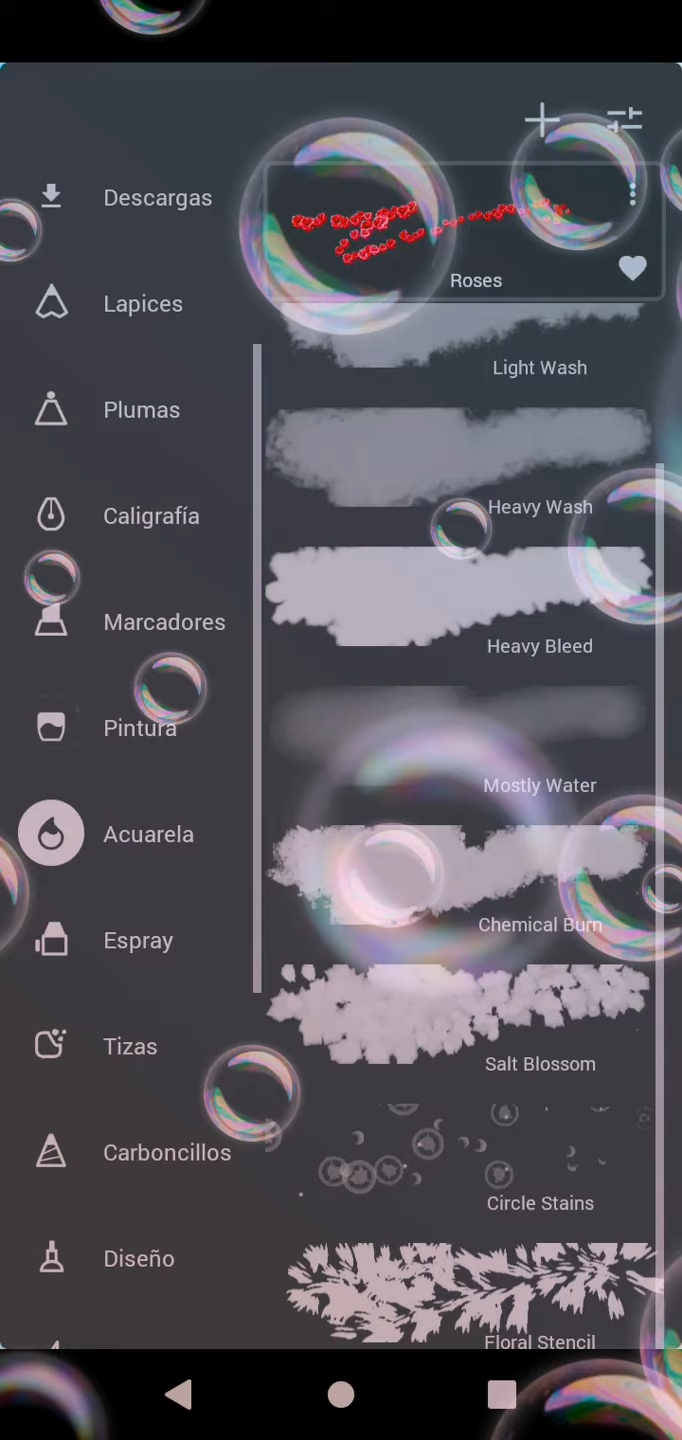 Descargas
Lapices
Plumas
Caligrafía
Marcadores
Pintura
Acuarela
Espray
Tizas
Carboncillos
Diseño
Roses
Light Wash
Heavy Wash
Heavy Bleed
Mostly Water
Chemical Burn
Salt Blossom
Circle Stains
Floral Stencil